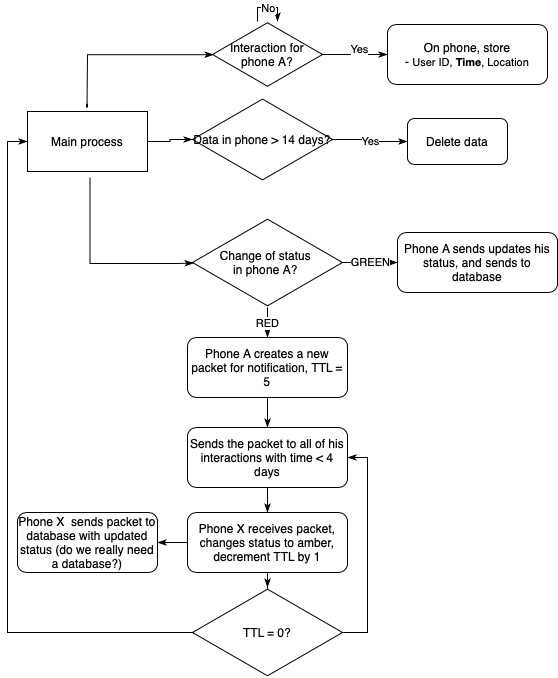 No
Interaction for
phone A?
Yes
On phone, store
- User ID, Time, Location
Main process
Data in phone > 14 days?
Yes
Delete data
Change of status
in phone A?
GREEN
Phone A sends updates his
status, and sends to
database
RED
Phone A creates a new
packet for notification, TTL =
5
Sends the packet to all of his
interactions with time < 4
days
Phone X  sends packet to
database with updated
status (do we really need
a database?)
Phone X receives packet,
changes status to amber,
decrement TTL by 1
TTL = 0?